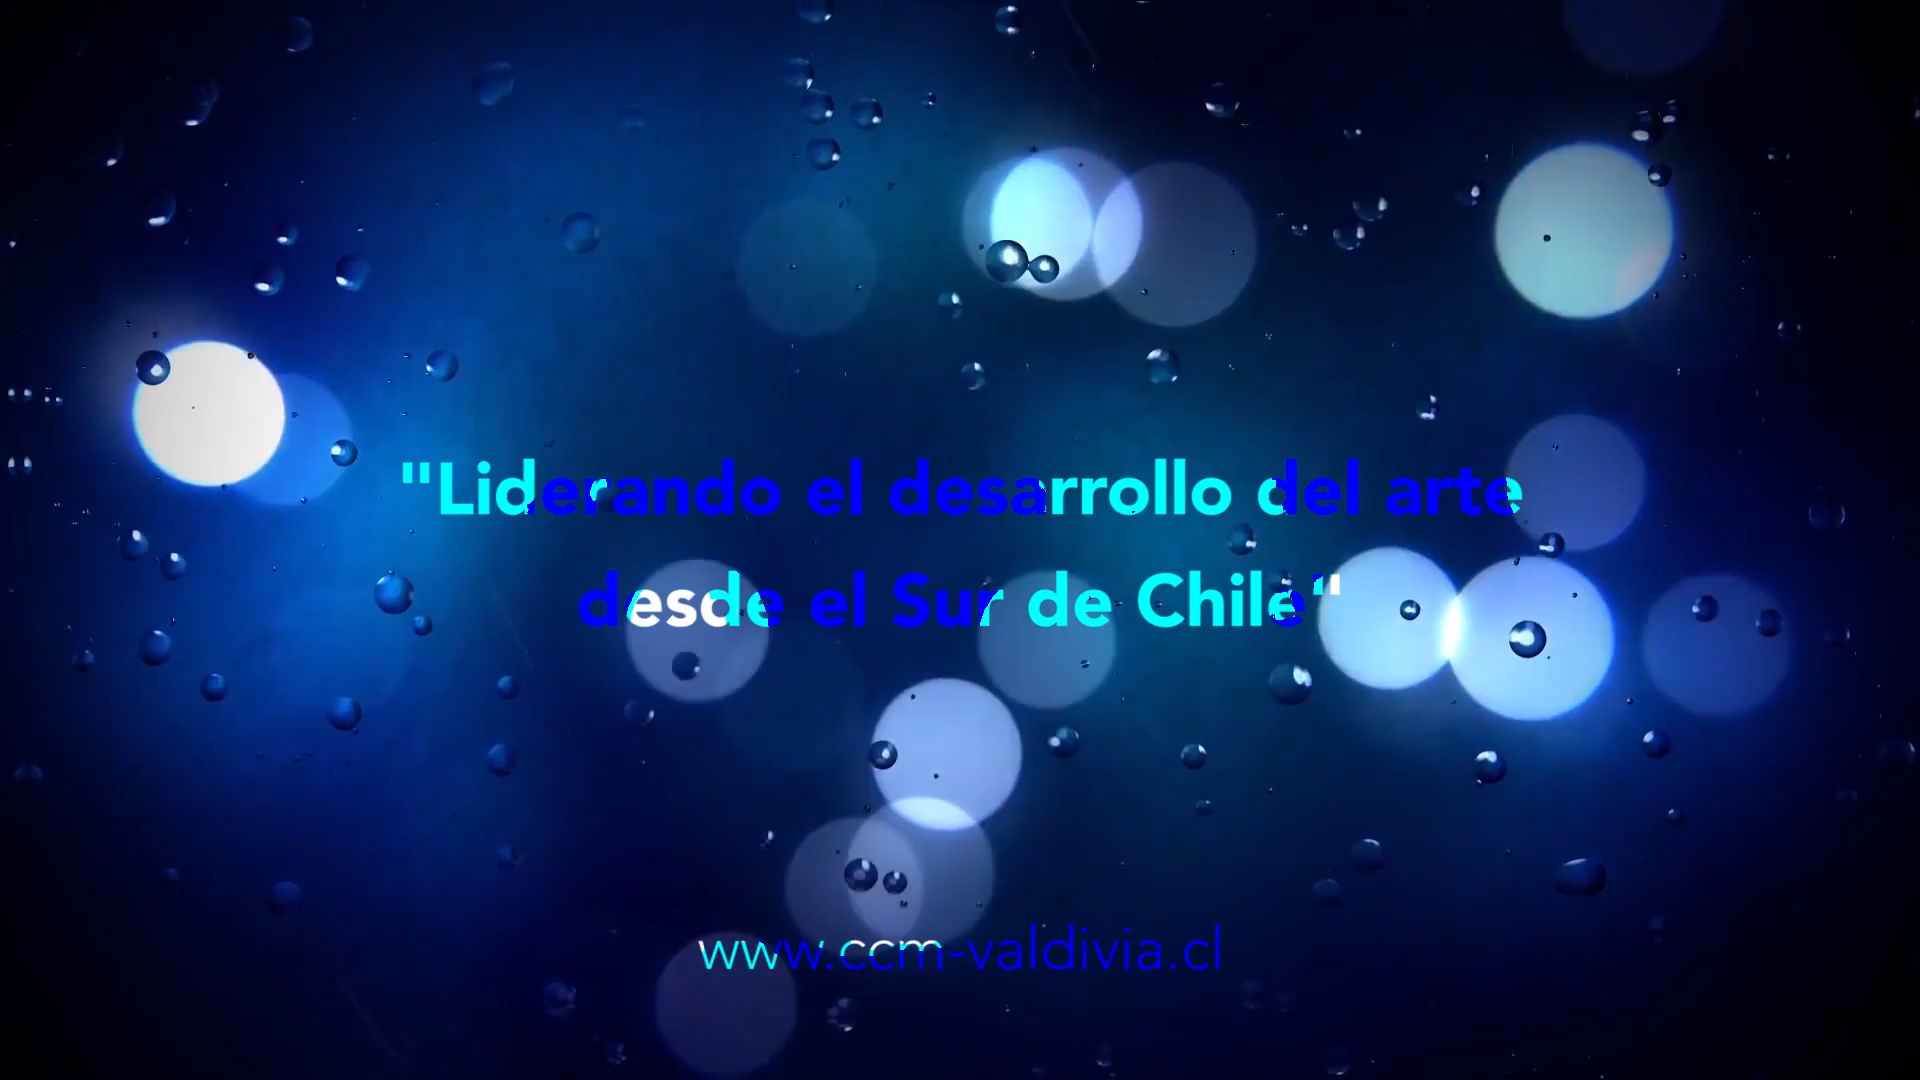 "Liderando el desarrollo del arte
desde el Sur de Chile"
www.ccm-valdivia.cl